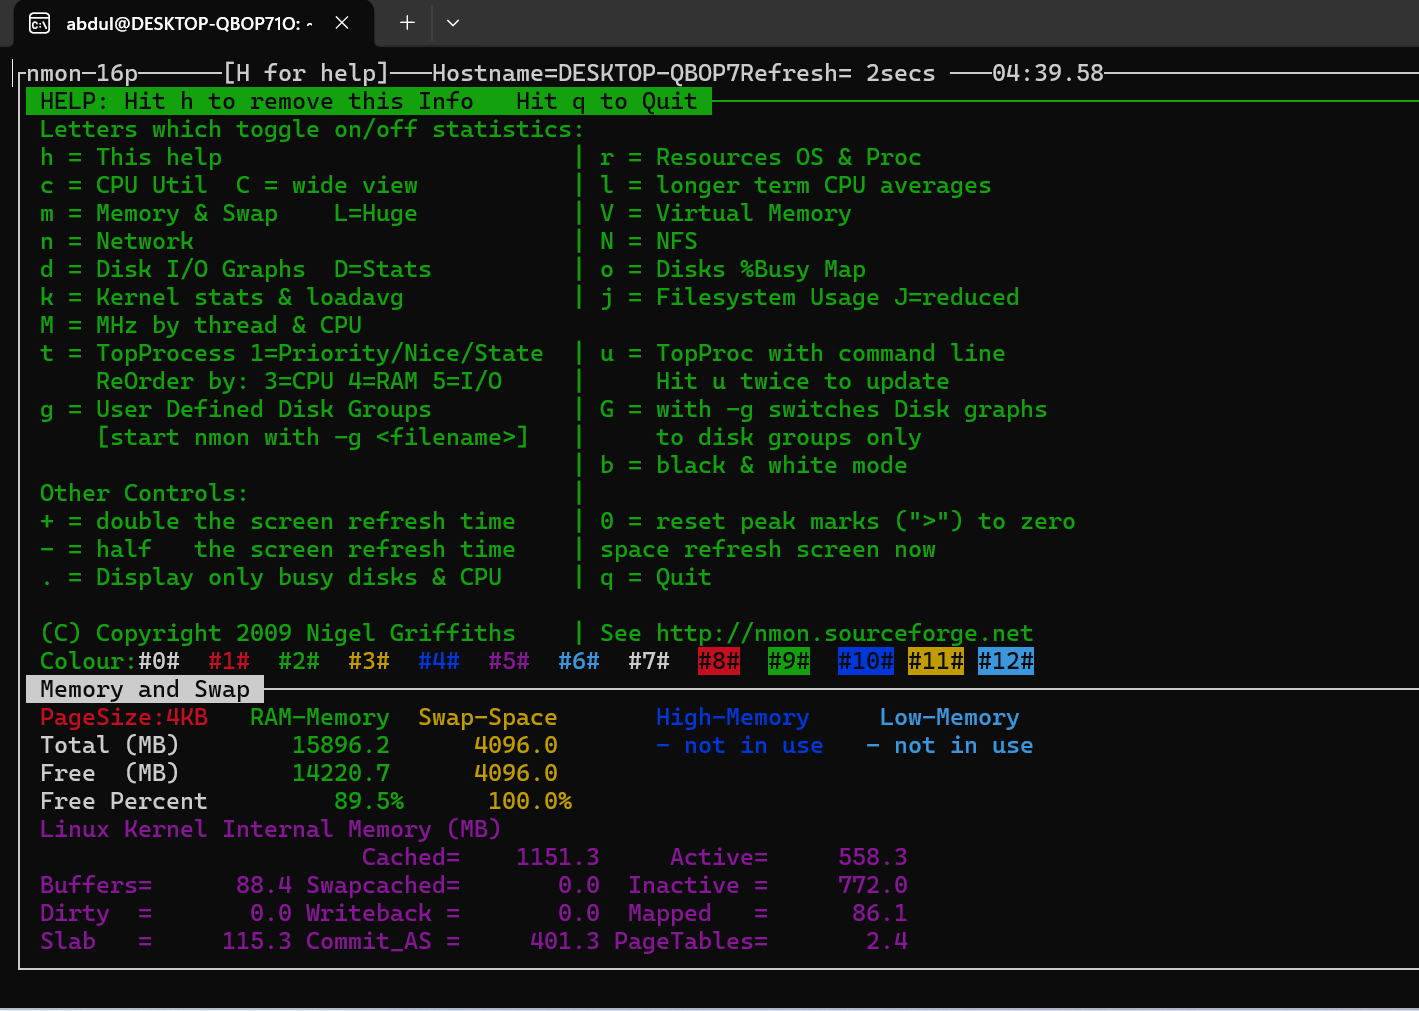 abdul@DESKTOP-QBOP71O: ~
nmon-16p [H for help] Hostname=DESKTOP-QBOP7Refresh= 2secs 04:39.58
HELP: Hit h to remove this Info   Hit q to Quit
Letters which toggle on/off statistics:
h = This help                         | r = Resources OS & Proc
c = CPU Util  C = wide view           | l = longer term CPU averages
m = Memory & Swap    L=Huge           | V = Virtual Memory
n = Network                           | N = NFS
d = Disk I/O Graphs  D=Stats          | o = Disks %Busy Map
k = Kernel stats & loadavg            | j = Filesystem Usage J=reduced
M = MHz by thread & CPU
t = TopProcess 1=Priority/Nice/State  | u = TopProc with command line
    ReOrder by: 3=CPU 4=RAM 5=I/O     |     Hit u twice to update
g = User Defined Disk Groups          | G = with -g switches Disk graphs
    [start nmon with -g <filename>]   |     to disk groups only
                                      | b = black & white mode
Other Controls:                       |
+ = double the screen refresh time    | 0 = reset peak marks (">") to zero
- = half   the screen refresh time    | space refresh screen now
. = Display only busy disks & CPU     | q = Quit
(C) Copyright 2009 Nigel Griffiths    | See http://nmon.sourceforge.net
Colour:#0#  #1#  #2#  #3#  #4#  #5#  #6#  #7#  #8#  #9#  #10# #11# #12#
Memory and Swap
PageSize:4KB   RAM-Memory  Swap-Space       High-Memory     Low-Memory
Total (MB)        15896.2      4096.0       - not in use   - not in use
Free  (MB)        14220.7      4096.0
Free Percent         89.5%      100.0%
Linux Kernel Internal Memory (MB)
                       Cached=    1151.3     Active=     558.3
Buffers=      88.4 Swapcached=       0.0  Inactive =     772.0
Dirty  =       0.0 Writeback =       0.0  Mapped   =      86.1
Slab   =     115.3 Commit_AS =     401.3 PageTables=       2.4